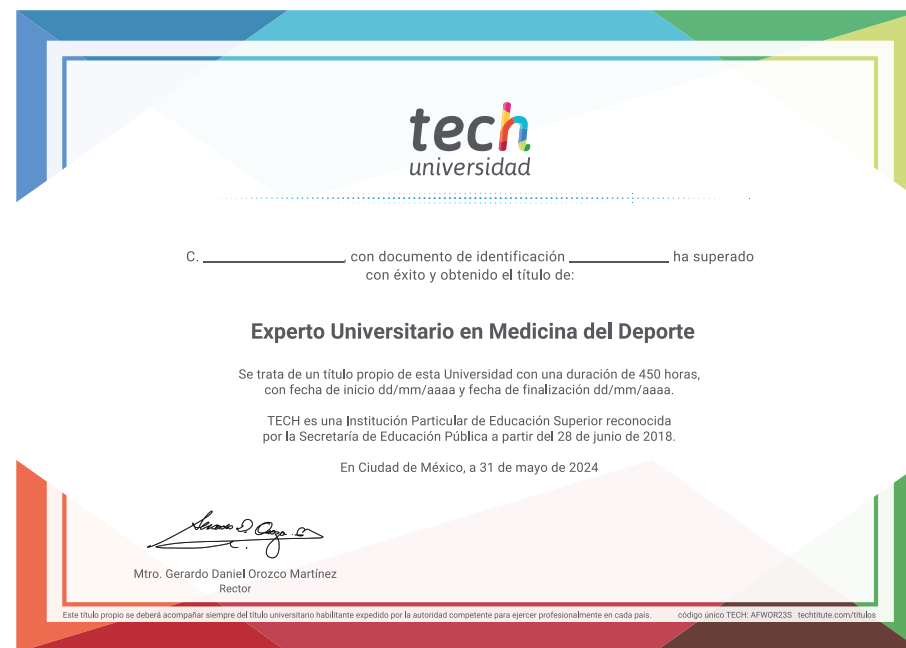 tech
universidad
C. ____________, con documento de identificación ____________ ha superado
con éxito y obtenido el título de:
Experto Universitario en Medicina del Deporte
Se trata de un título propio de esta Universidad con una duración de 450 horas,
con fecha de inicio dd/mm/aaaa y fecha de finalización dd/mm/aaaa.
TECH es una Institución Particular de Educación Superior reconocida
por la Secretaría de Educación Pública a partir del 28 de junio de 2018.
En Ciudad de México, a 31 de mayo de 2024
Mtro. Gerardo Daniel Orozco Martínez
Rector
Este título propio se deberá acompañar siempre del título universitario habilitante expedido por la autoridad competente para ejercer profesionalmente en cada país. código único TECH: AFWOR23S techtitute.com/titulos